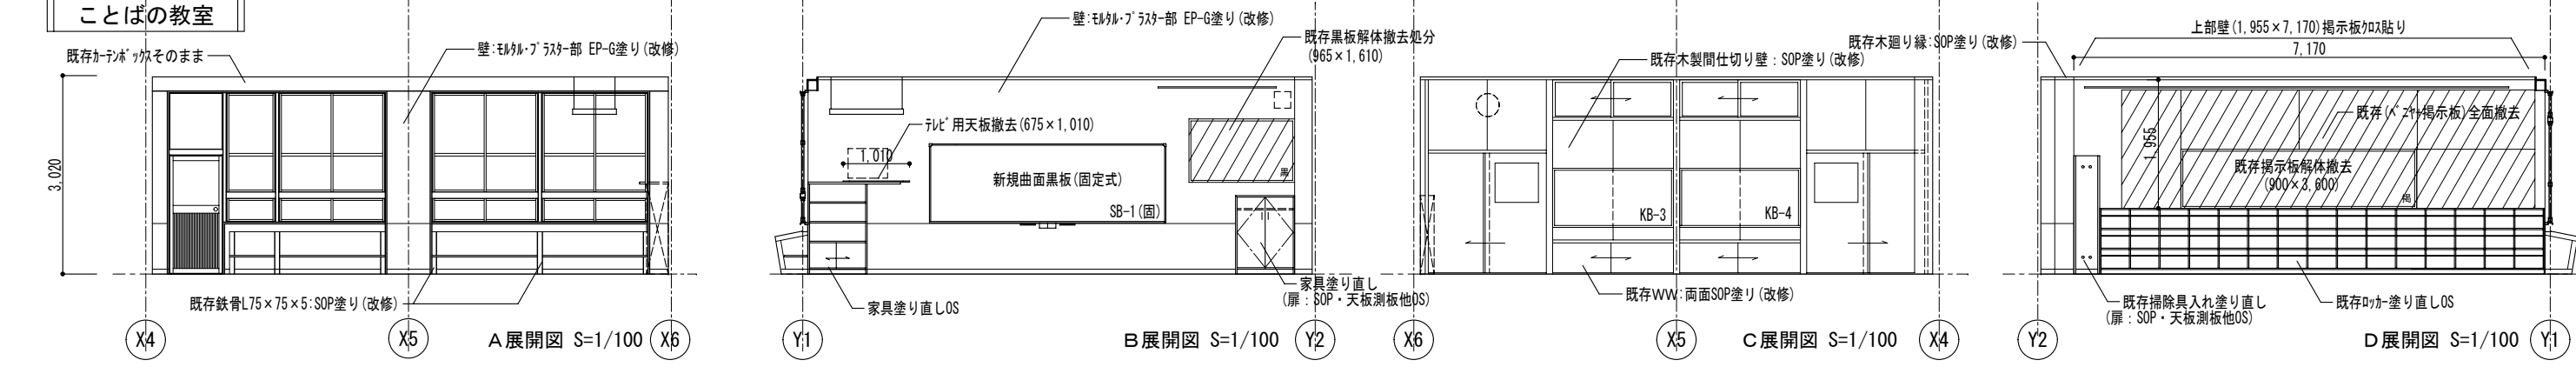 ことばの教室
既存ｶｰﾃﾝﾎﾞｯｸｽそのまま
壁:ﾓﾙﾀﾙ･ﾌﾟﾗｽﾀｰ部 EP-G塗り(改修)
3,020
既存鉄骨L75×75×5:SOP塗り(改修)
X4
X5
A展開図 S=1/100
X6
壁:ﾓﾙﾀﾙ･ﾌﾟﾗｽﾀｰ部 EP-G塗り(改修)
既存黒板解体撤去処分
(965×1,610)
ﾃﾚﾋﾞ用天板撤去(675×1,010)
1,010
新規曲面黒板(固定式)
SB-1(固)
黒
家具塗り直しOS
家具塗り直し
(扉：SOP・天板測板他OS)
Y1
B展開図 S=1/100
Y2
既存木製間仕切り壁：SOP塗り(改修)
KB-3
KB-4
既存WW:両面SOP塗り(改修)
X6
X5
C展開図 S=1/100
X4
既存木廻り縁:SOP塗り(改修)
上部壁(1,955×7,170)掲示板ｸﾛｽ貼り
7,170
既存(ﾍﾞﾆﾔ掲示板)全面撤去
1,955
既存掲示板解体撤去
(900×3,600)
掲
既存掃除具入れ塗り直し
(扉：SOP・天板測板他OS)
既存ﾛｯｶｰ塗り直しOS
Y2
D展開図 S=1/100
Y1